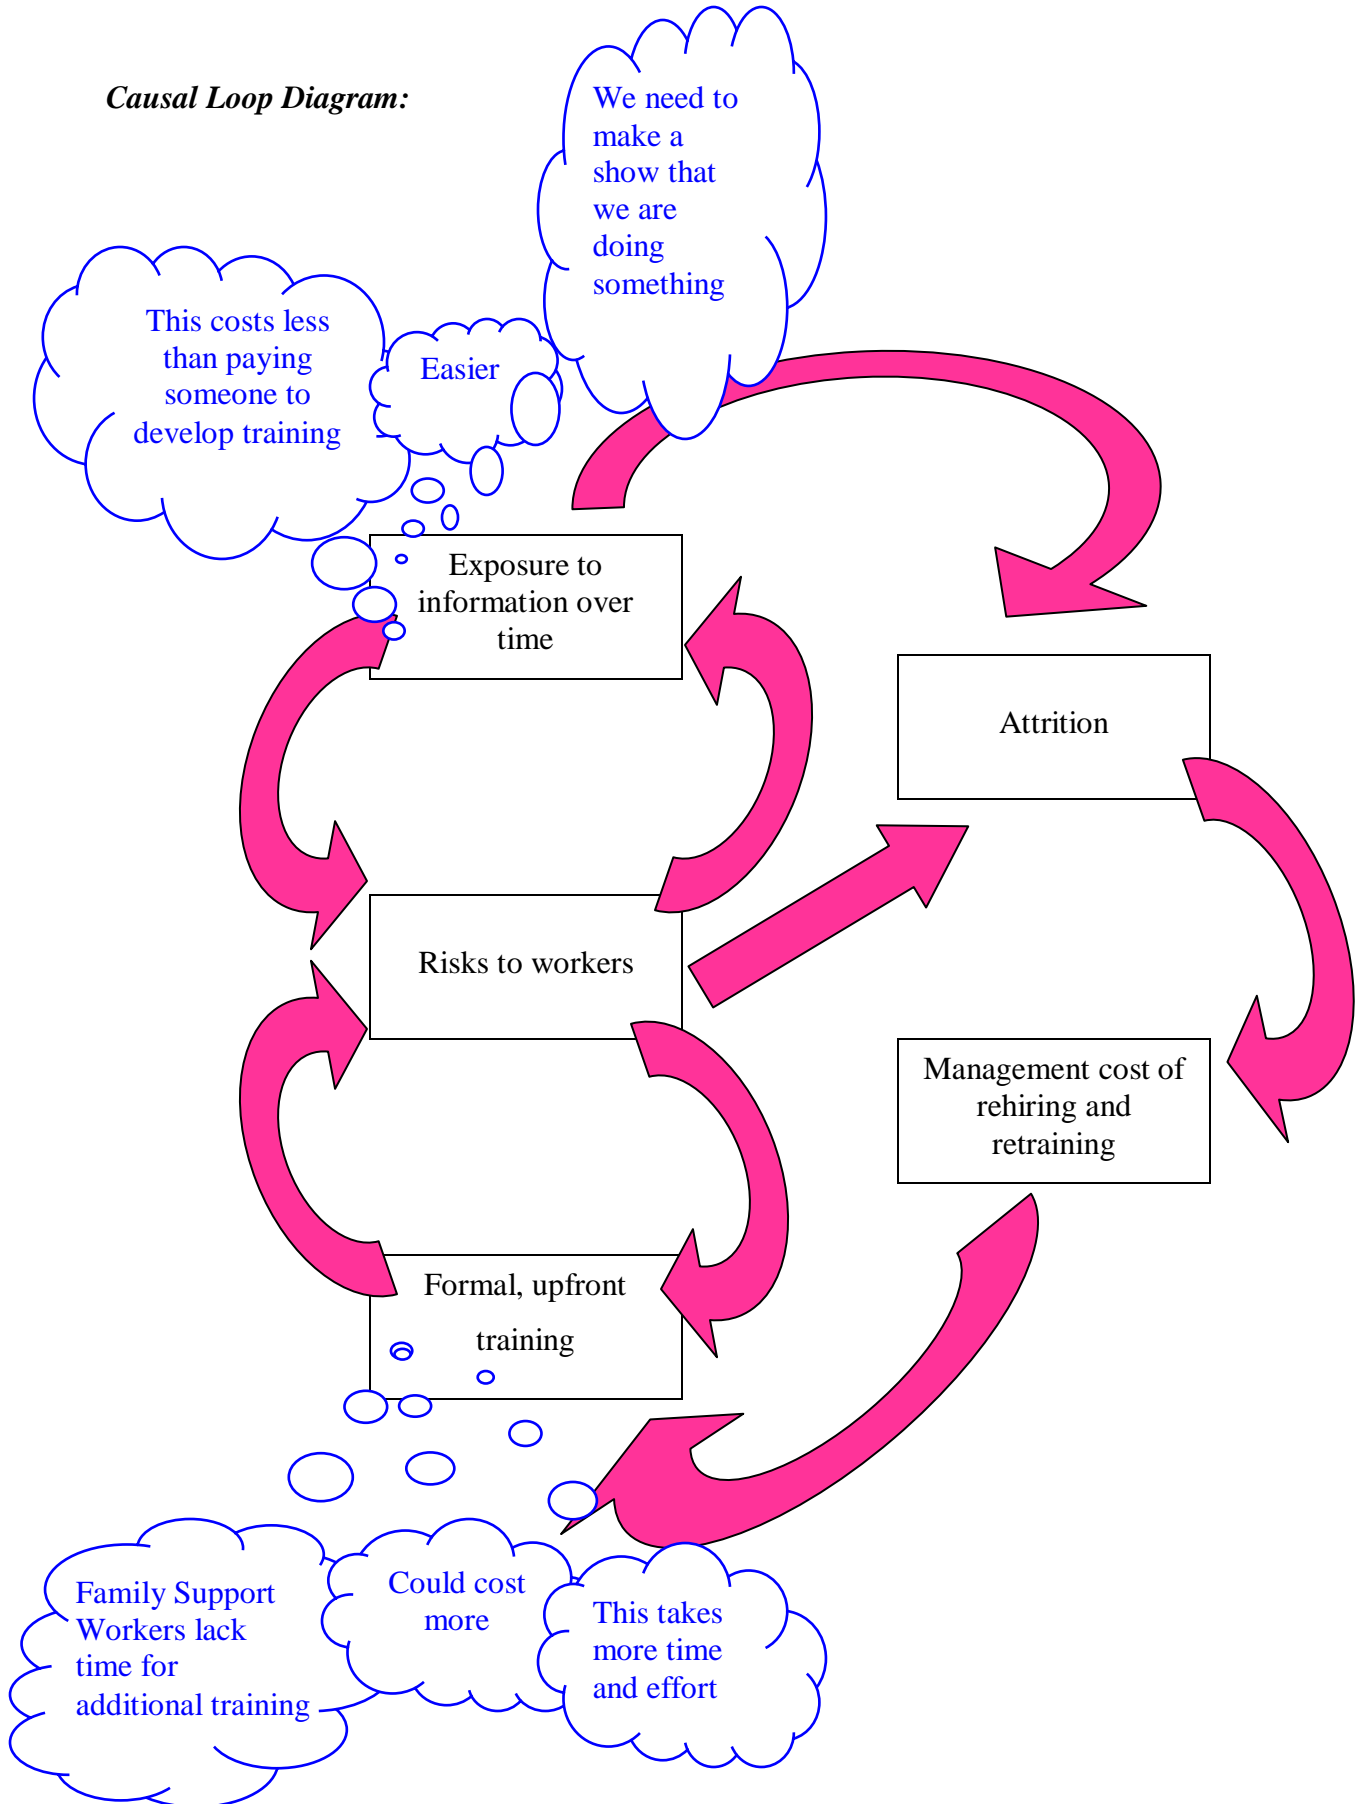 Causal Loop Diagram:
We need to
make a
show that
we are
doing
something
This costs less
than paying
someone to
develop training
Easier
Exposure to
information over
time
Attrition
Risks to workers
Management cost of
rehiring and
retraining
Formal, upfront
training
Family Support
Workers lack
time for
additional training
Could cost
more
This takes
more time
and effort